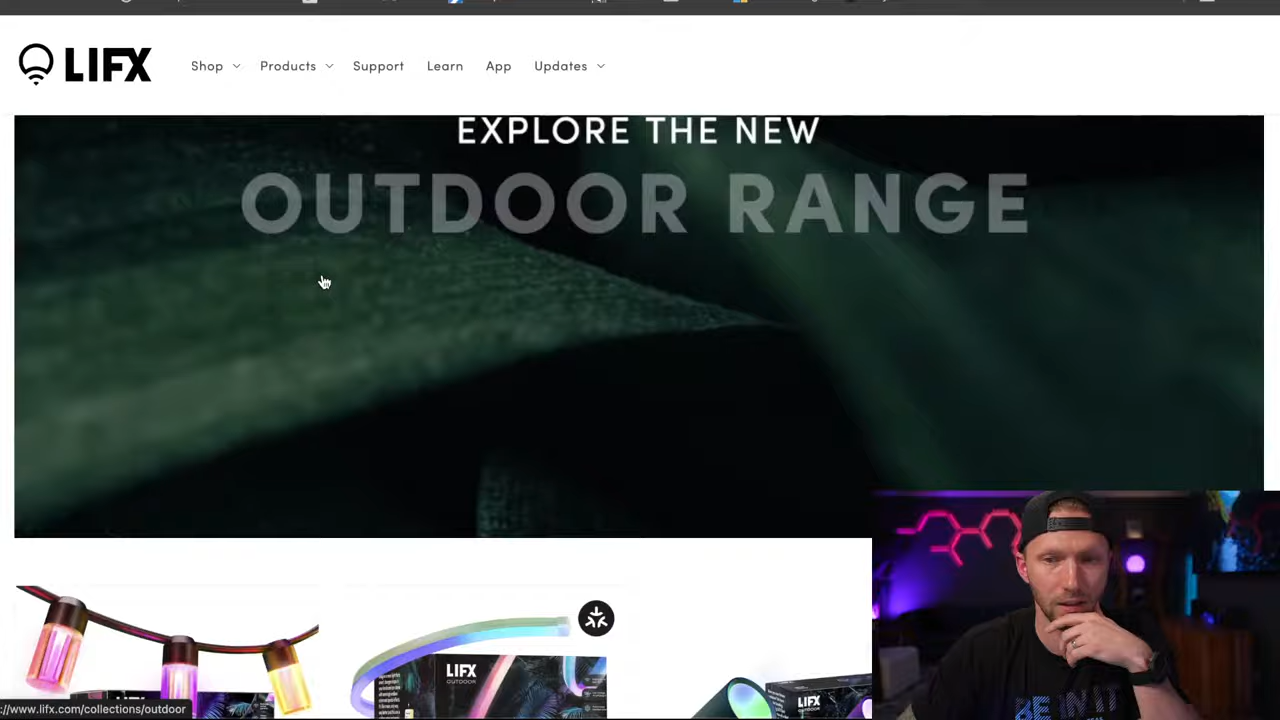 LIFX
Shop Products Support Learn App Updates
EXPLORE THE NEW
OUTDOOR RANGE
LIFX
OUTDOOR
LIFX
://www.lifx.com/collections/outdoor